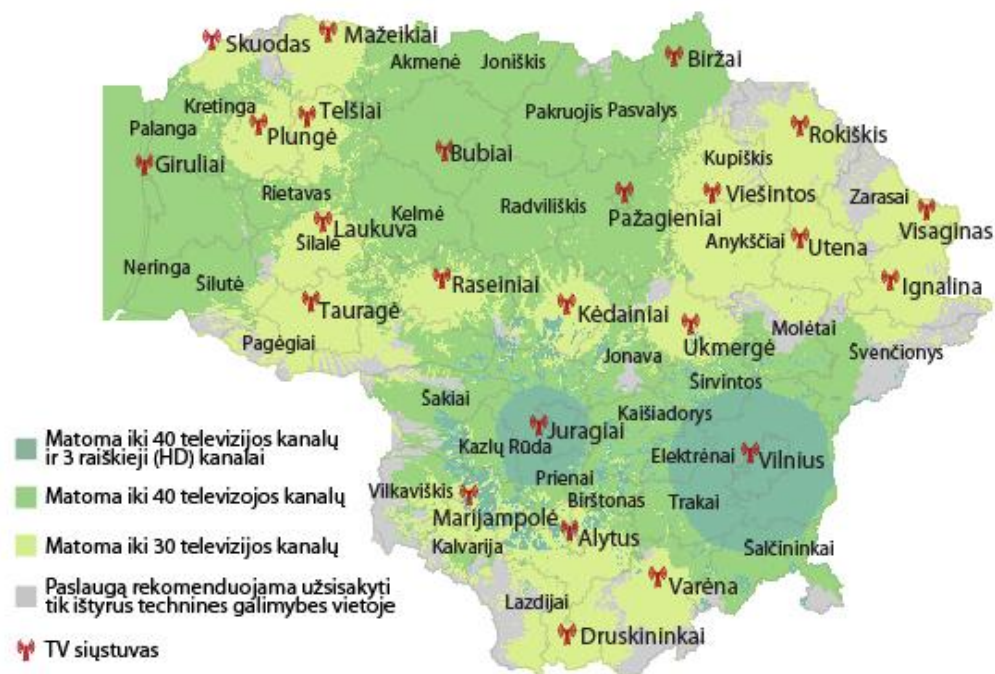 Skuodas
Mažeikiai
Akmenė
Joniškis
Biržai
Kretinga
Telšiai
Palanga
Plungė
Pakruojis
Pasvalys
Rokiškis
Giruliai
Bubiai
Kupiškis
Rietavas
Kelmė
Radviliškis
Pažagieniai
Viešintos
Zarasai
Laukuva
Šilalė
Anykščiai
Utena
Visaginas
Neringa
Šilutė
Raseiniai
Ignalina
Tauragė
Kėdainiai
Molėtai
Pagėgiai
Jonava
Ukmergė
Švenčionys
Šakiai
Širvintos
Juragiai
Kaišiadorys
Kazlų Rūda
Elektrėnai
Vilnius
Prienai
Vilkaviškis
Birštonas
Trakai
Marijampolė
Alytus
Kalvarija
Šalčininkai
Varėna
Lazdijai
Druskininkai
Matoma iki 40 televizijos kanalų
ir 3 raiškieji (HD) kanalai
Matoma iki 40 televizojos kanalų
Matoma iki 30 televizijos kanalų
Paslaugą rekomenduojama užsisakyti
tik ištyrus technines galimybes vietoje
TV siųstuvas